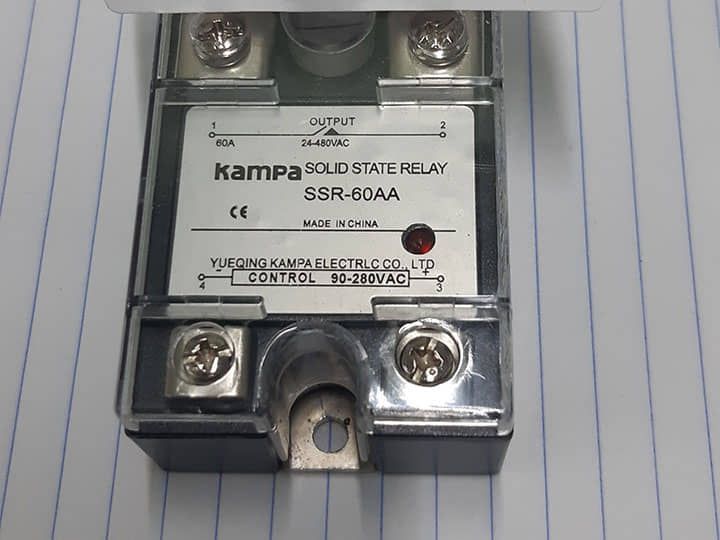 1 OUTPUT 2
60A 24-480VAC
Kampa SOLID STATE RELAY
SSR-60AA
CE
MADE IN CHINA
YUEQING KAMPA ELECTRLC CO., LTD
- +
4 CONTROL 90-280VAC 3